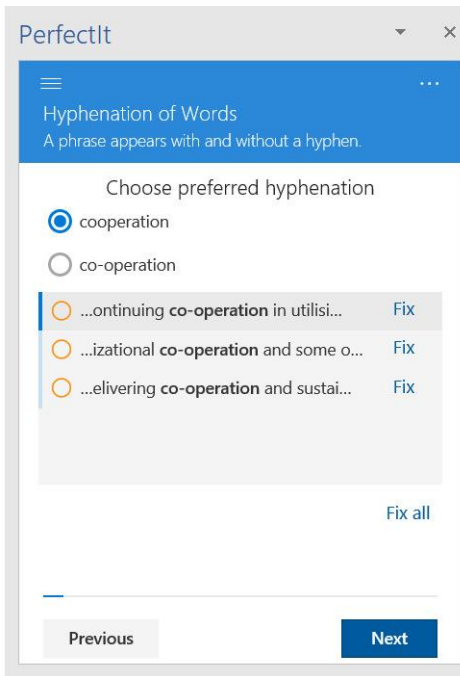 PerfectIt
Hyphenation of Words
A phrase appears with and without a hyphen.
Choose preferred hyphenation
cooperation
co-operation
...ontinuing co-operation in utilisi... Fix
...izational co-operation and some o... Fix
...elivering co-operation and sustai... Fix
Fix all
Previous Next